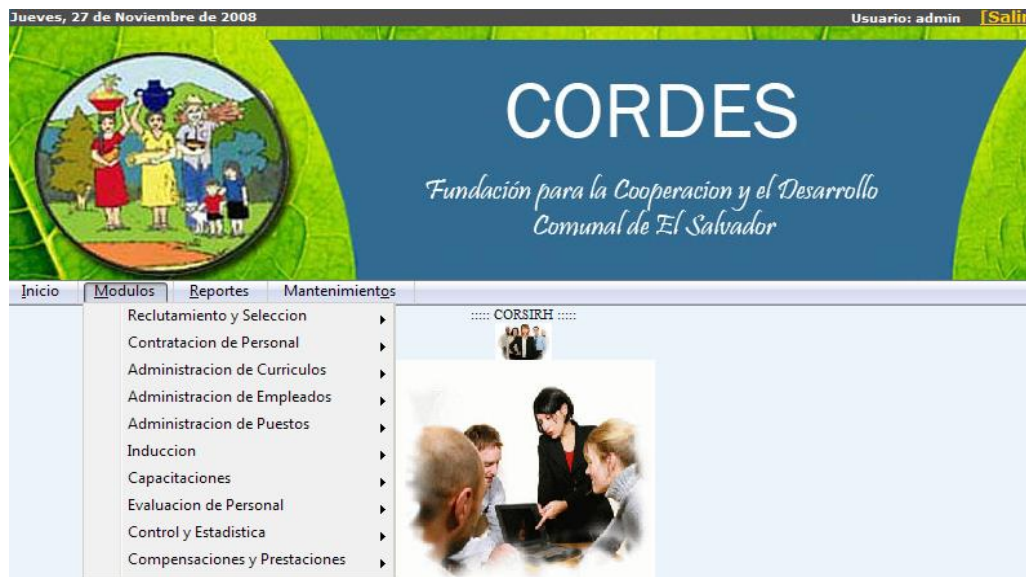 Jueves, 27 de Noviembre de 2008 Usuario: admin [Salir
CORDES
Fundación para la Cooperacion y el Desarrollo
Comunal de El Salvador
Inicio Modulos Reportes Mantenimientos
Reclutamiento y Seleccion
Contratacion de Personal
Administracion de Curriculos
Administracion de Empleados
Administracion de Puestos
Induccion
Capacitaciones
Evaluacion de Personal
Control y Estadistica
Compensaciones y Prestaciones
::::: CORSIRH :::::